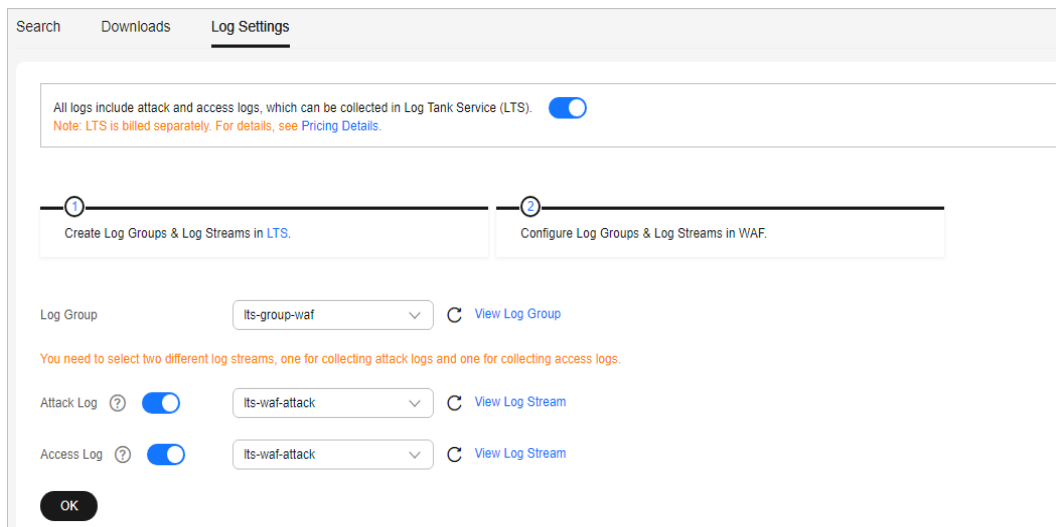 Search Downloads Log Settings
All logs include attack and access logs, which can be collected in Log Tank Service (LTS).
Note: LTS is billed separately. For details, see Pricing Details.
1 2
Create Log Groups & Log Streams in LTS. Configure Log Groups & Log Streams in WAF.
Log Group lts-group-waf View Log Group
You need to select two different log streams, one for collecting attack logs and one for collecting access logs.
Attack Log ? lts-waf-attack View Log Stream
Access Log ? lts-waf-attack View Log Stream
OK